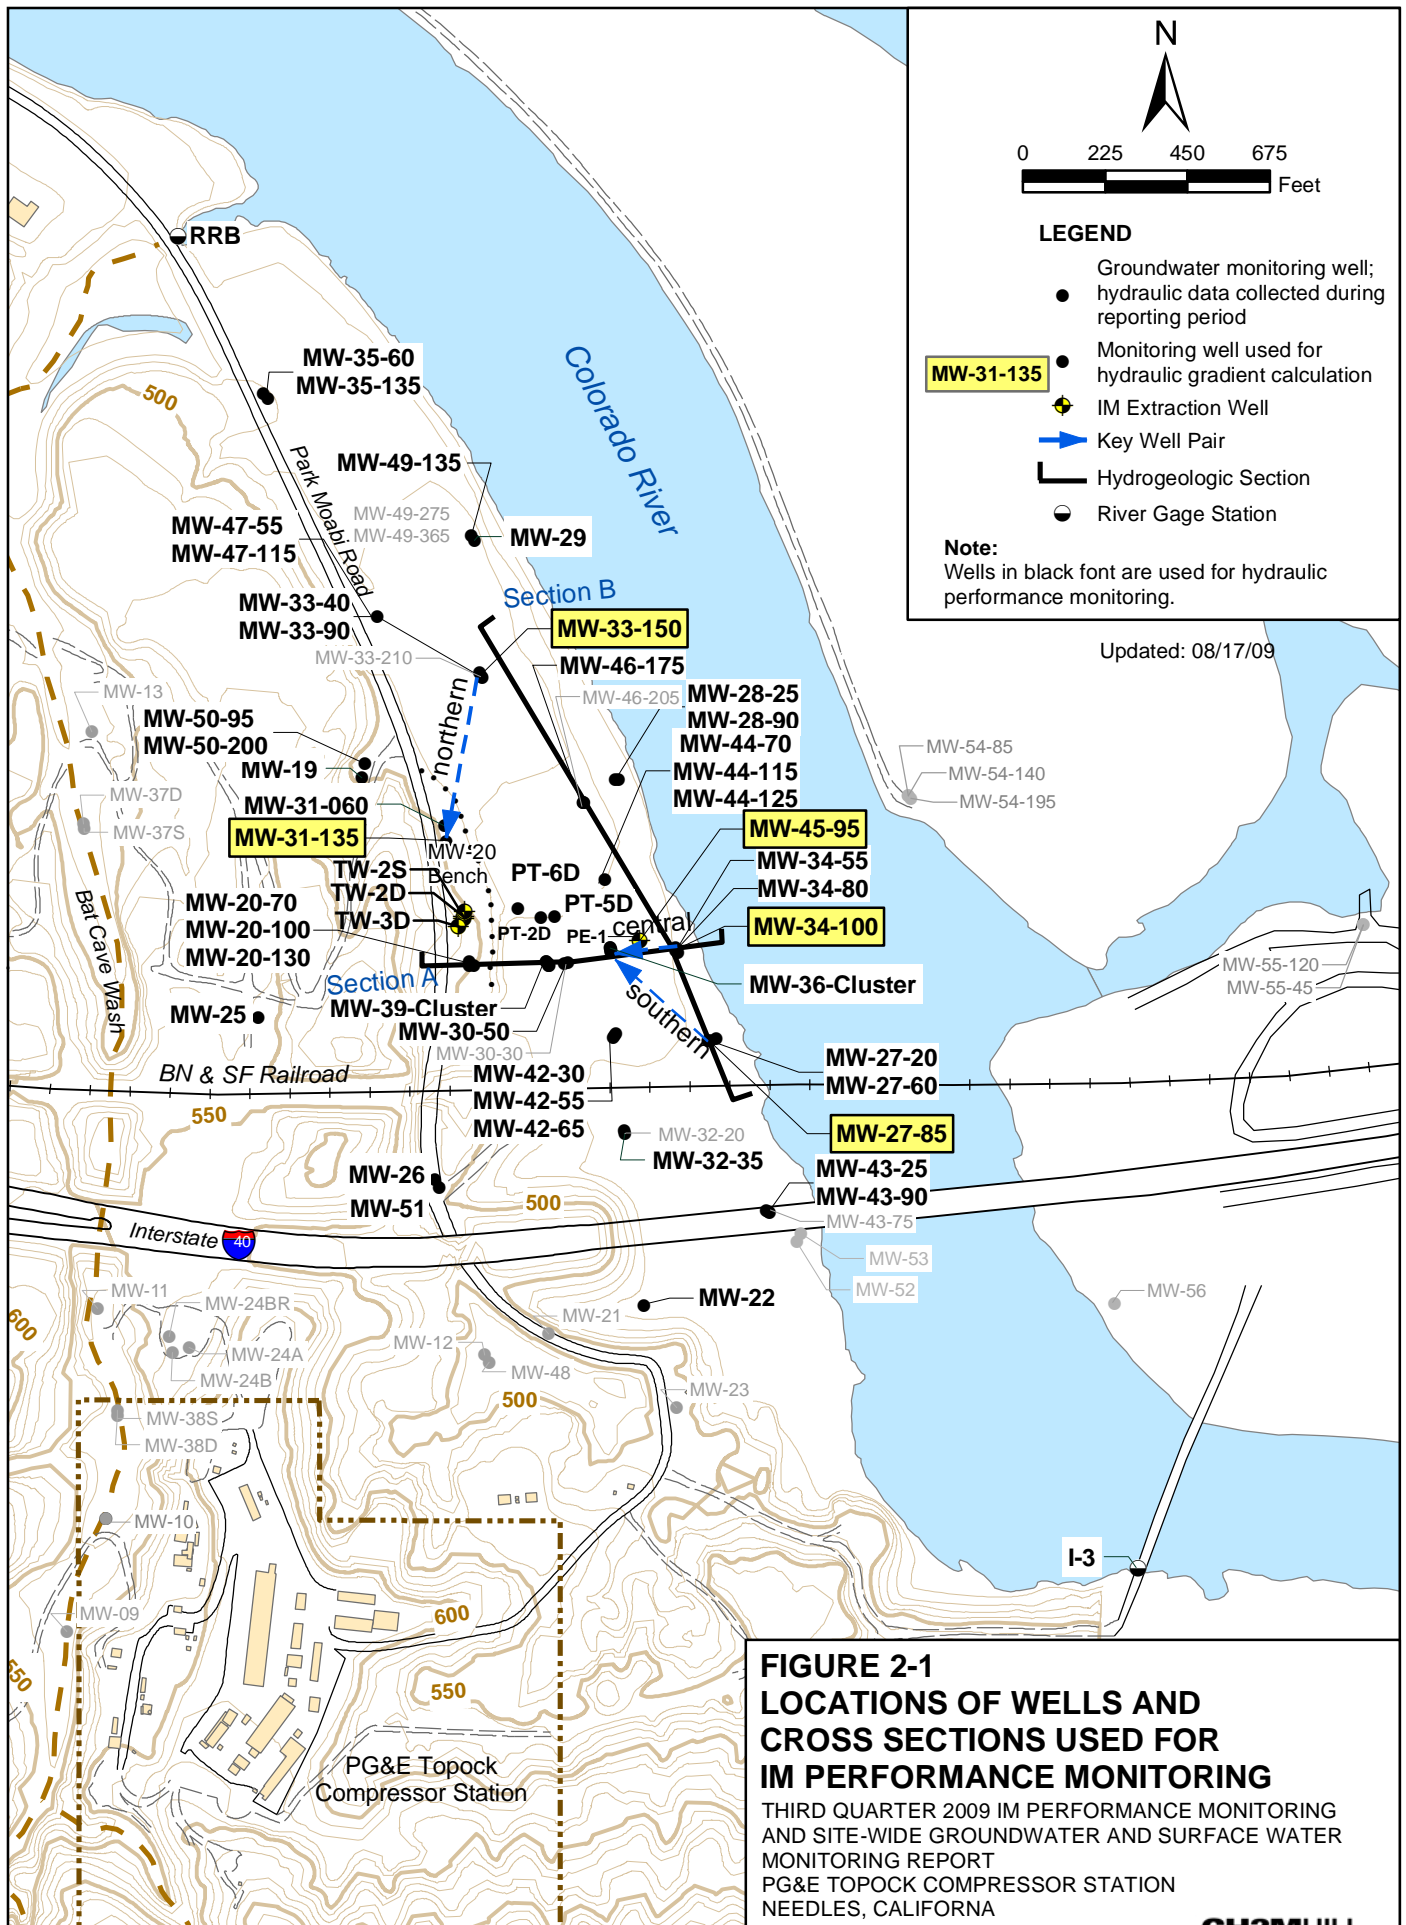 N
0 225 450 675
Feet
LEGEND
Groundwater monitoring well;
hydraulic data collected during
reporting period
MW-31-135
Monitoring well used for
hydraulic gradient calculation
IM Extraction Well
Key Well Pair
Hydrogeologic Section
River Gage Station
Note:
Wells in black font are used for hydraulic
performance monitoring.
Updated: 08/17/09
RRB
MW-35-60
MW-35-135
500
Colorado River
Park Moabi Road
MW-49-135
MW-49-275
MW-49-365
MW-29
MW-47-55
MW-47-115
Section B
MW-33-40
MW-33-90
MW-33-150
MW-33-210
MW-46-175
MW-46-205
MW-28-25
MW-28-90
MW-13
northern
MW-50-95
MW-50-200
MW-19
MW-44-70
MW-44-115
MW-44-125
MW-54-85
MW-54-140
MW-54-195
MW-37D
MW-37S
MW-31-060
MW-31-135
MW-20
Bench
MW-45-95
MW-34-55
MW-34-80
TW-2S
TW-2D
TW-3D
PT-6D
PT-5D
PT-2D
PE-1
central
MW-34-100
MW-20-70
MW-20-100
MW-20-130
Bat Cave Wash
Section A
MW-39-Cluster
MW-36-Cluster
MW-55-120
MW-55-45
MW-25
MW-30-50
MW-30-30
southern
BN & SF Railroad
MW-27-20
MW-27-60
MW-42-30
MW-42-55
MW-42-65
550
MW-27-85
MW-32-20
MW-32-35
MW-26
MW-51
MW-43-25
MW-43-90
MW-43-75
500
Interstate
40
MW-53
MW-52
MW-56
MW-11
MW-24BR
MW-22
600
MW-21
MW-12
MW-24A
MW-24B
MW-48
MW-23
500
MW-38S
MW-38D
MW-10
I-3
MW-09
600
550
550
PG&E Topock
Compressor Station
FIGURE 2-1
LOCATIONS OF WELLS AND
CROSS SECTIONS USED FOR
IM PERFORMANCE MONITORING
THIRD QUARTER 2009 IM PERFORMANCE MONITORING
AND SITE-WIDE GROUNDWATER AND SURFACE WATER
MONITORING REPORT
PG&E TOPOCK COMPRESSOR STATION
NEEDLES, CALIFORNA